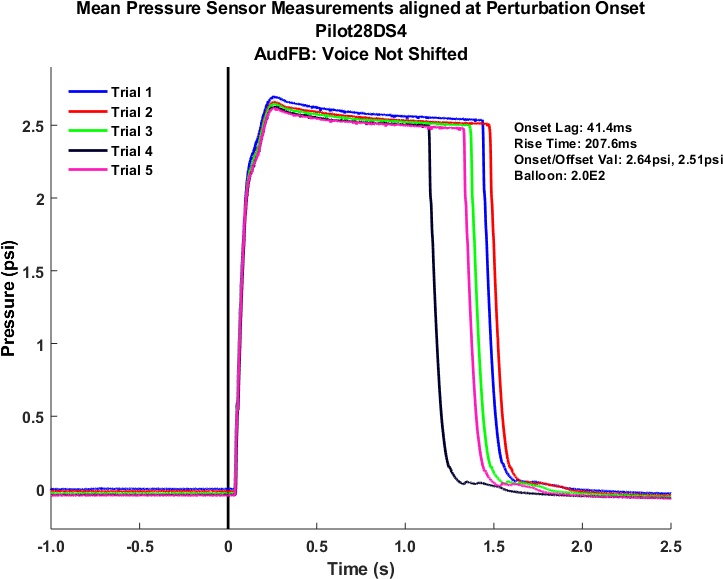 Mean Pressure Sensor Measurements aligned at Perturbation Onset
Pilot28DS4
AudFB: Voice Not Shifted
Trial 1
Trial 2
Trial 3
Trial 4
Trial 5
Onset Lag: 41.4ms
Rise Time: 207.6ms
Onset/Offset Val: 2.64psi, 2.51psi
Balloon: 2.0E2
Pressure (psi)
2.5
2
1.5
1
0.5
0
-1.0 -0.5 0 0.5 1.0 1.5 2.0 2.5
Time (s)